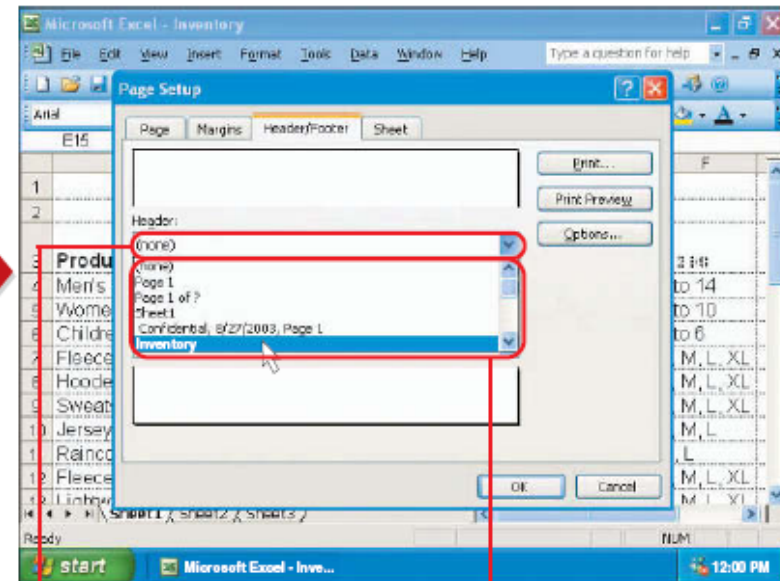 Microsoft Excel - Inventory
File Edit View Insert Format Tools Data Window Help Type a question for help
Page Setup
Arial
E15
Page Margins Header/Footer Sheet
Print...
F
1
Print Preview
2
Header:
(none)
Options...
3 Produ
(none)
4 Men's to 14
Page 1
Page 1 of ?
5 Wome to 10
Sheet1
6 Childre to 6
Confidential, 8/27/2003, Page 1
7 Fleece M, L, XL
Inventory
8 Hoode M, L, XL
9 Sweats M, L, XL
10 Jersey M, L
11 Rainco , L
12 Fleece M, L, XL
OK Cancel
Sheet1 Sheet2 Sheet3
Ready NUM
start Microsoft Excel - Inve... 12:00 PM